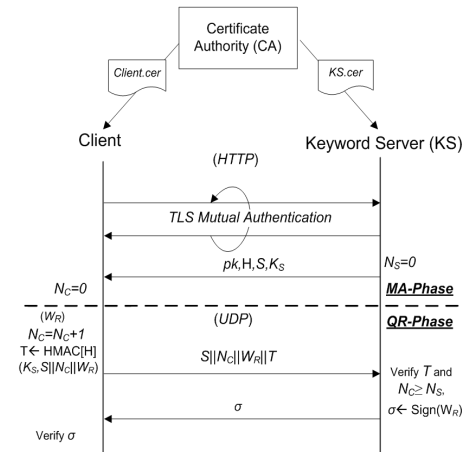 Certificate
Authority (CA)
Client.cer
KS.cer
Client
Keyword Server (KS)
(HTTP)
TLS Mutual Authentication
pk,H,S,K_S
N_S=0
N_C=0
MA-Phase
(W_R)
(UDP)
QR-Phase
N_C=N_C+1
T← HMAC[H]
(K_S,S||N_C||W_R)
S||N_C||W_R||T
Verify T and
N_C≥ N_S,
σ← Sign(W_R)
σ
Verify σ